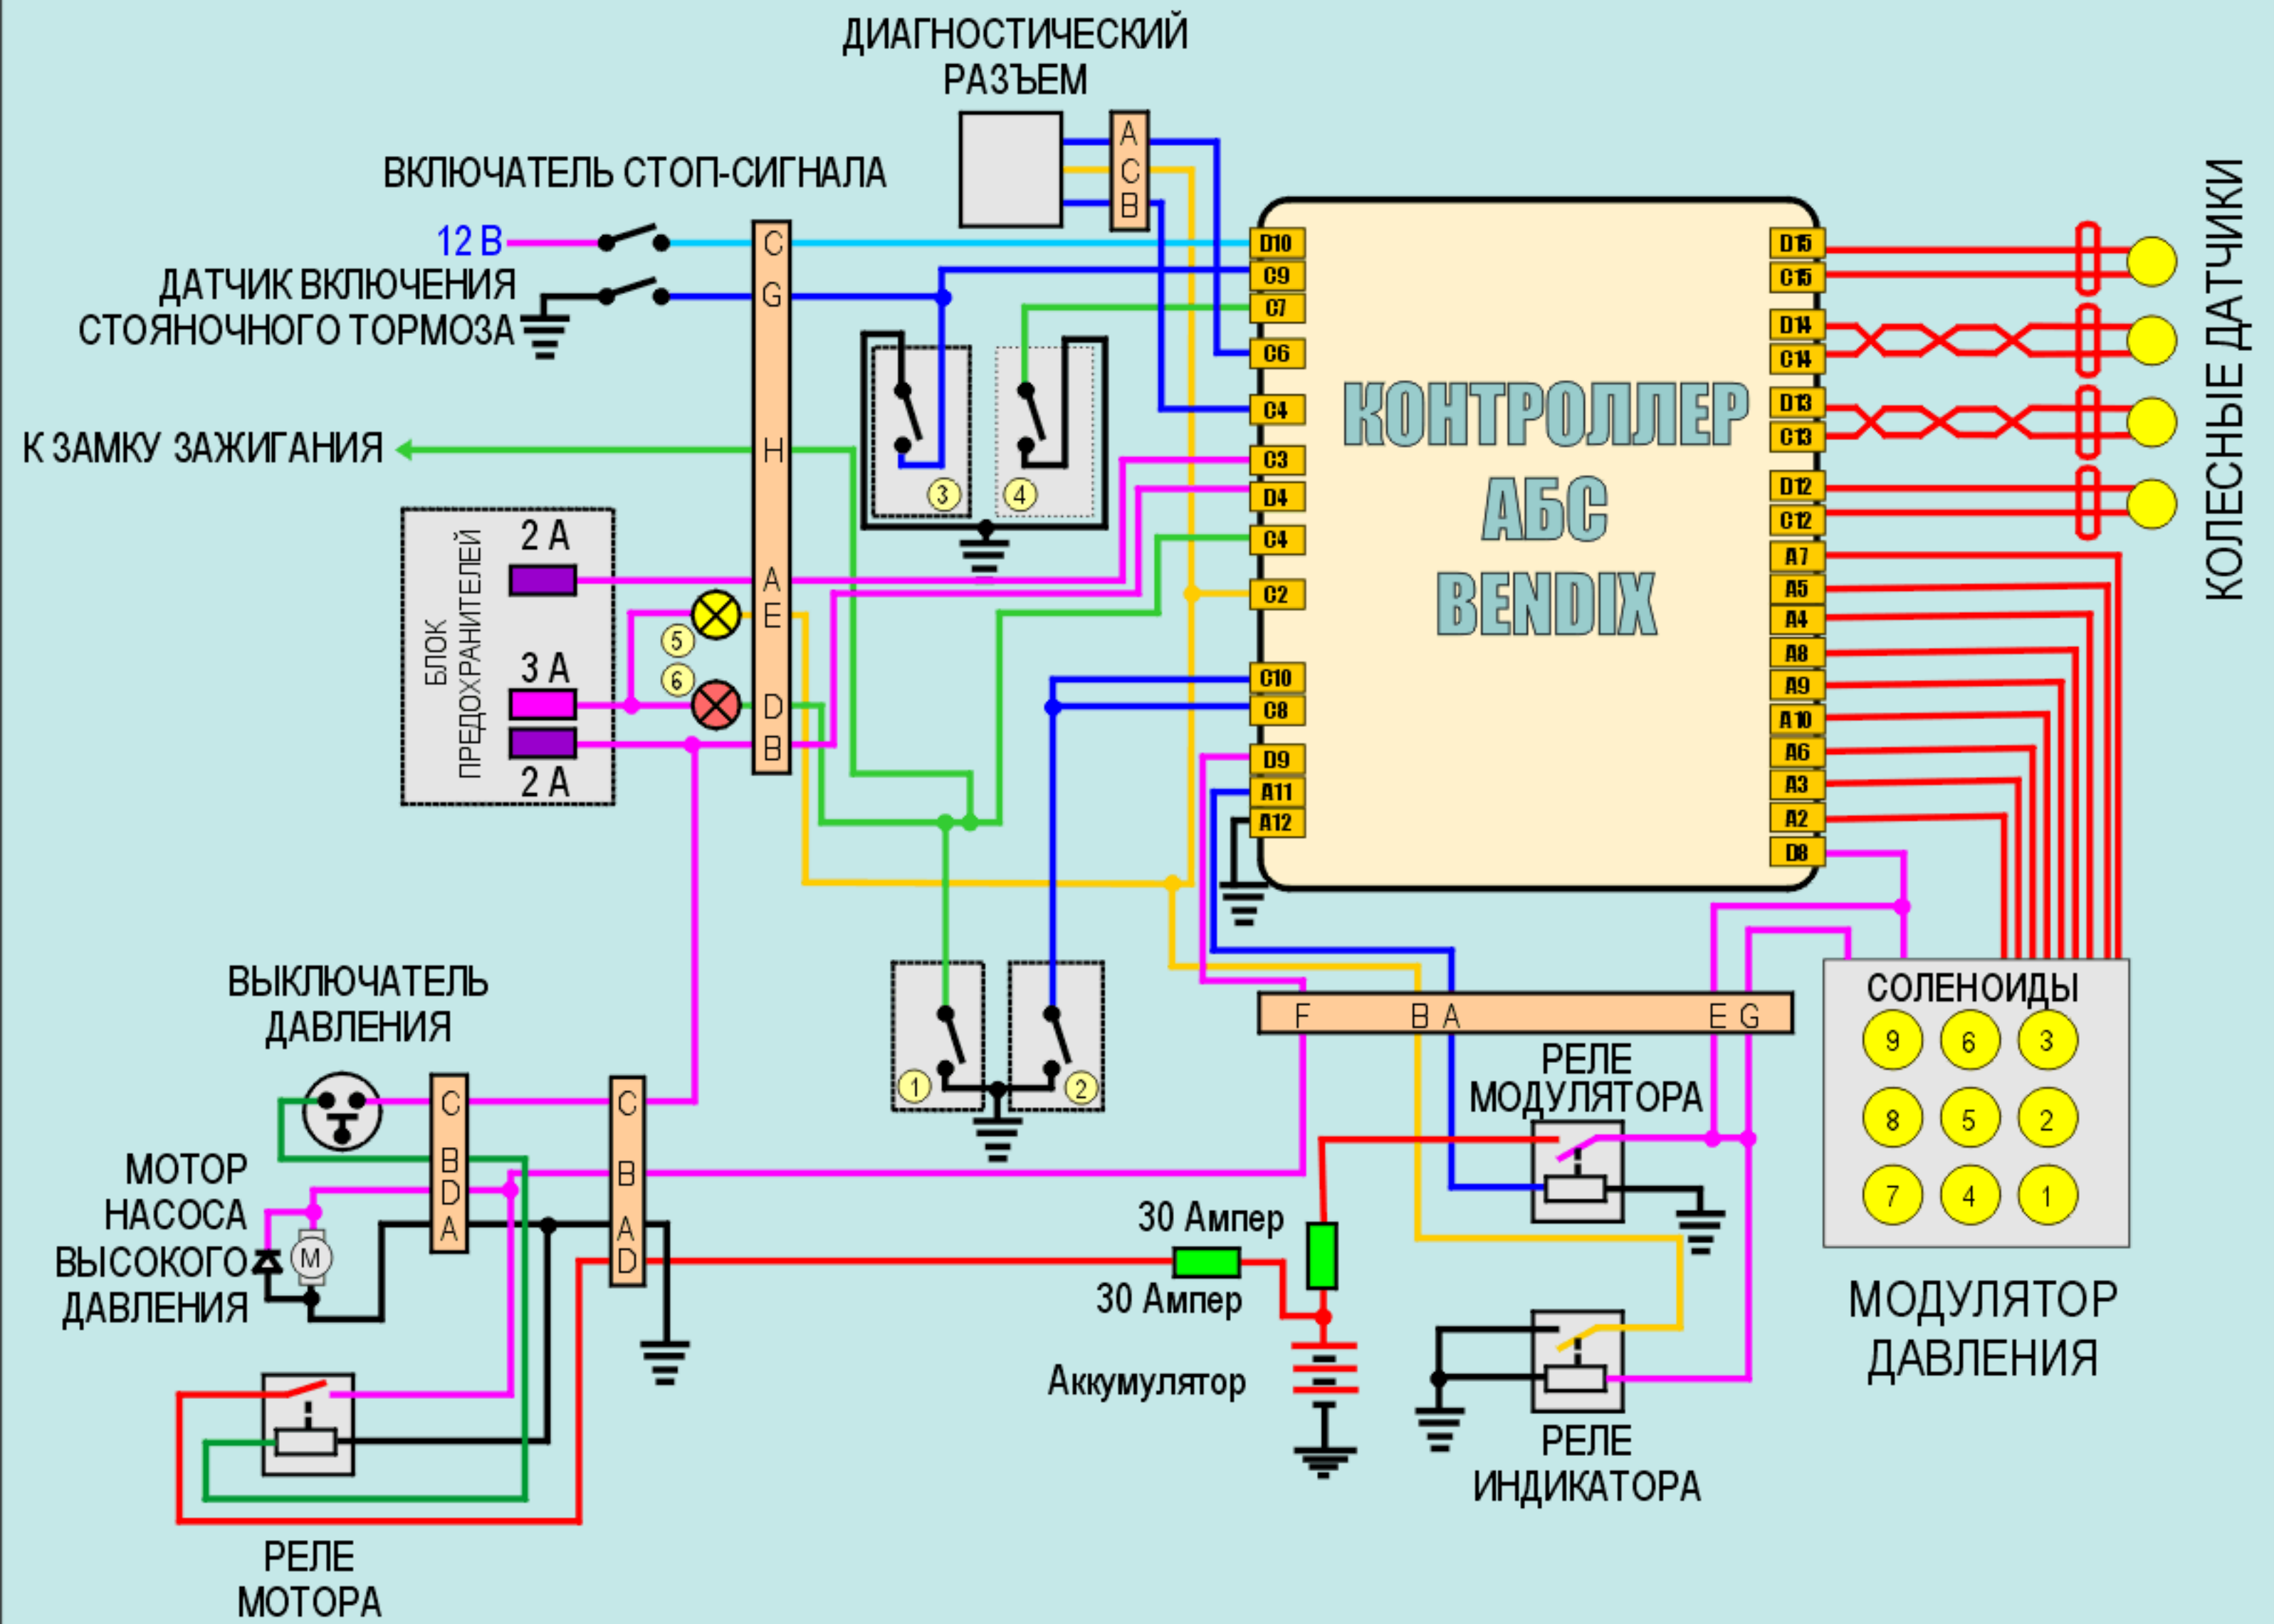 ДИАГНОСТИЧЕСКИЙ
РАЗЪЕМ
A
C
B
ВКЛЮЧАТЕЛЬ СТОП-СИГНАЛА
12 В
ДАТЧИК ВКЛЮЧЕНИЯ
СТОЯНОЧНОГО ТОРМОЗА
К ЗАМКУ ЗАЖИГАНИЯ
C
G
H
A
E
D
B
БЛОК
ПРЕДОХРАНИТЕЛЕЙ
2 А
3 А
2 А
5
6
3
4
D10
C9
C7
C6
C4
C3
D4
C4
C2
C10
C8
D9
A11
A12
КОНТРОЛЛЕР
АБС
BENDIX
D15
C15
D14
C14
D13
C13
D12
C12
A7
A5
A4
A8
A9
A10
A6
A3
A2
D8
КОЛЕСНЫЕ ДАТЧИКИ
1
2
F
B
A
E
G
СОЛЕНОИДЫ
9
6
3
8
5
2
7
4
1
МОДУЛЯТОР
ДАВЛЕНИЯ
РЕЛЕ
МОДУЛЯТОРА
РЕЛЕ
ИНДИКАТОРА
30 Ампер
30 Ампер
Аккумулятор
ВЫКЛЮЧАТЕЛЬ
ДАВЛЕНИЯ
C
B
D
A
C
B
A
D
МОТОР
НАСОСА
ВЫСОКОГО
ДАВЛЕНИЯ
M
РЕЛЕ
МОТОРА